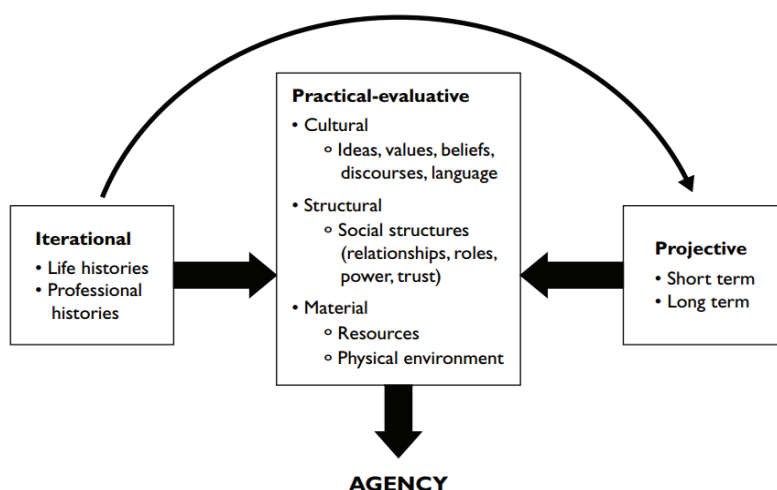 Practical-evaluative
• Cultural
o Ideas, values, beliefs,
discourses, language
• Structural
o Social structures
(relationships, roles,
power, trust)
• Material
o Resources
o Physical environment
Iterational
• Life histories
• Professional
histories
Projective
• Short term
• Long term
AGENCY